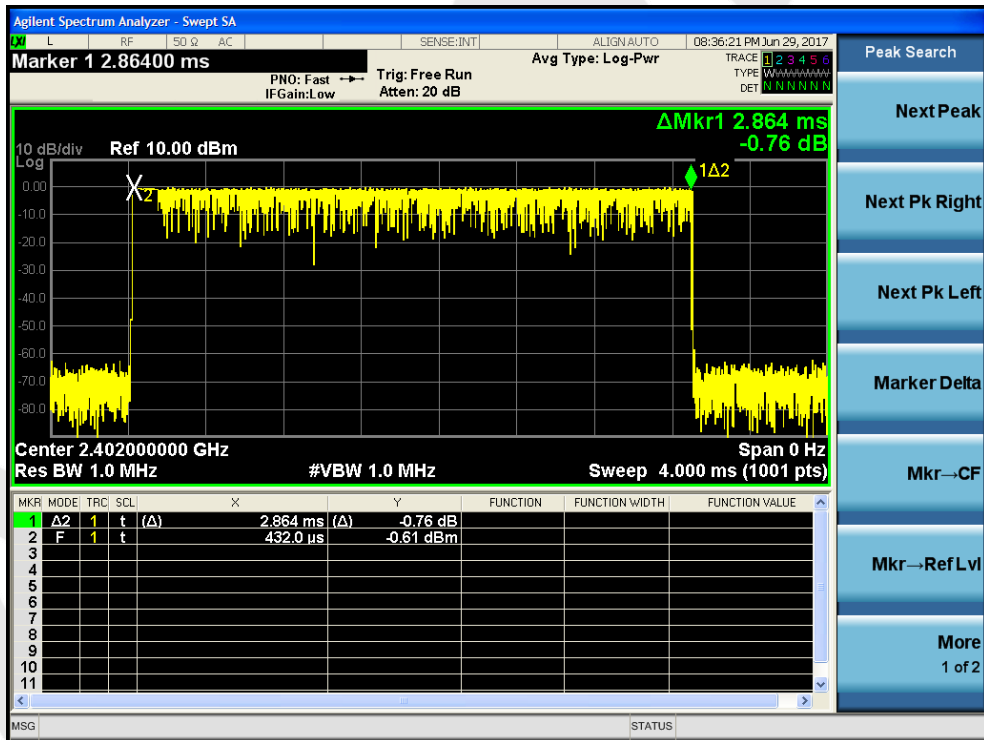 Agilent Spectrum Analyzer - Swept SA
LXI L RF 50 Ω AC SENSE:INT ALIGN AUTO 08:36:21 PM Jun 29, 2017
Marker 1 2.86400 ms
PNO: Fast
IFGain:Low
Trig: Free Run
Atten: 20 dB
Avg Type: Log-Pwr
TRACE 1 2 3 4 5 6
TYPE WWWWWW
DET N N N N N N
ΔMkr1 2.864 ms
-0.76 dB
10 dB/div Ref 10.00 dBm
Log
1Δ2
0.00
2
-10.0
-20.0
-30.0
-40.0
-50.0
-60.0
-70.0
-80.0
Center 2.402000000 GHz Span 0 Hz
Res BW 1.0 MHz #VBW 1.0 MHz Sweep 4.000 ms (1001 pts)
MKR MODE TRC SCL X Y FUNCTION FUNCTION WIDTH FUNCTION VALUE
1 Δ2 1 t (Δ) 2.864 ms (Δ) -0.76 dB
2 F 1 t 432.0 µs -0.61 dBm
3
4
5
6
7
8
9
10
11
MSG STATUS
Peak Search
Next Peak
Next Pk Right
Next Pk Left
Marker Delta
Mkr→CF
Mkr→Ref Lvl
More
1 of 2